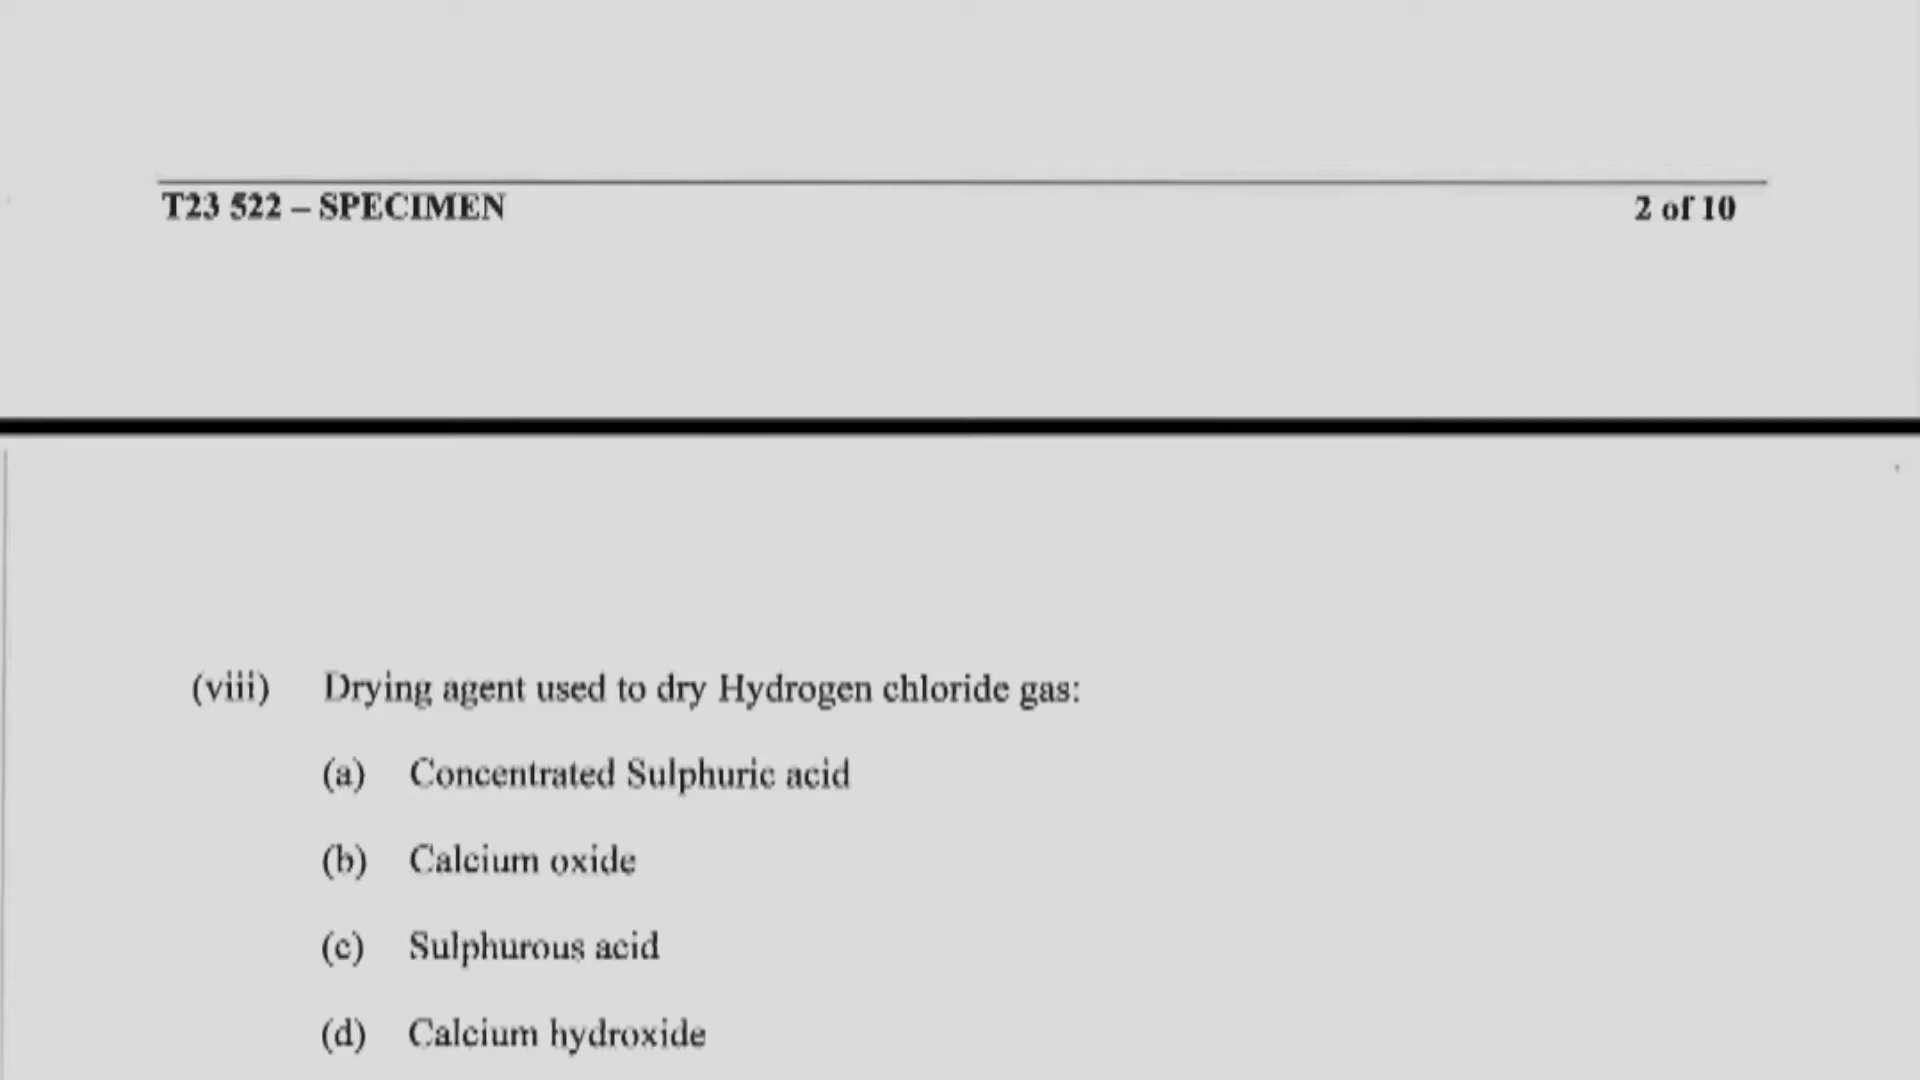 T23 522 – SPECIMEN 2 of 10
(viii) Drying agent used to dry Hydrogen chloride gas:
(a) Concentrated Sulphuric acid
(b) Calcium oxide
(c) Sulphurous acid
(d) Calcium hydroxide